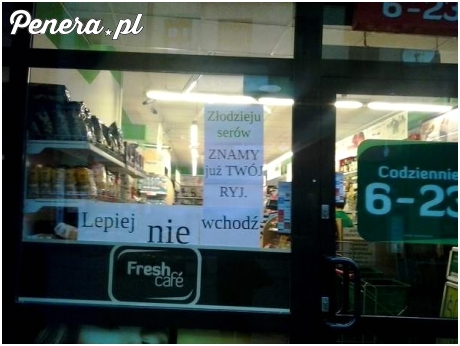 Penera.pl
6-23
Złodzieju
serów
ZNAMY
już TWÓJ
RYJ.
Lepiej nie wchodź
Codziennie
6-23
Fresh
café